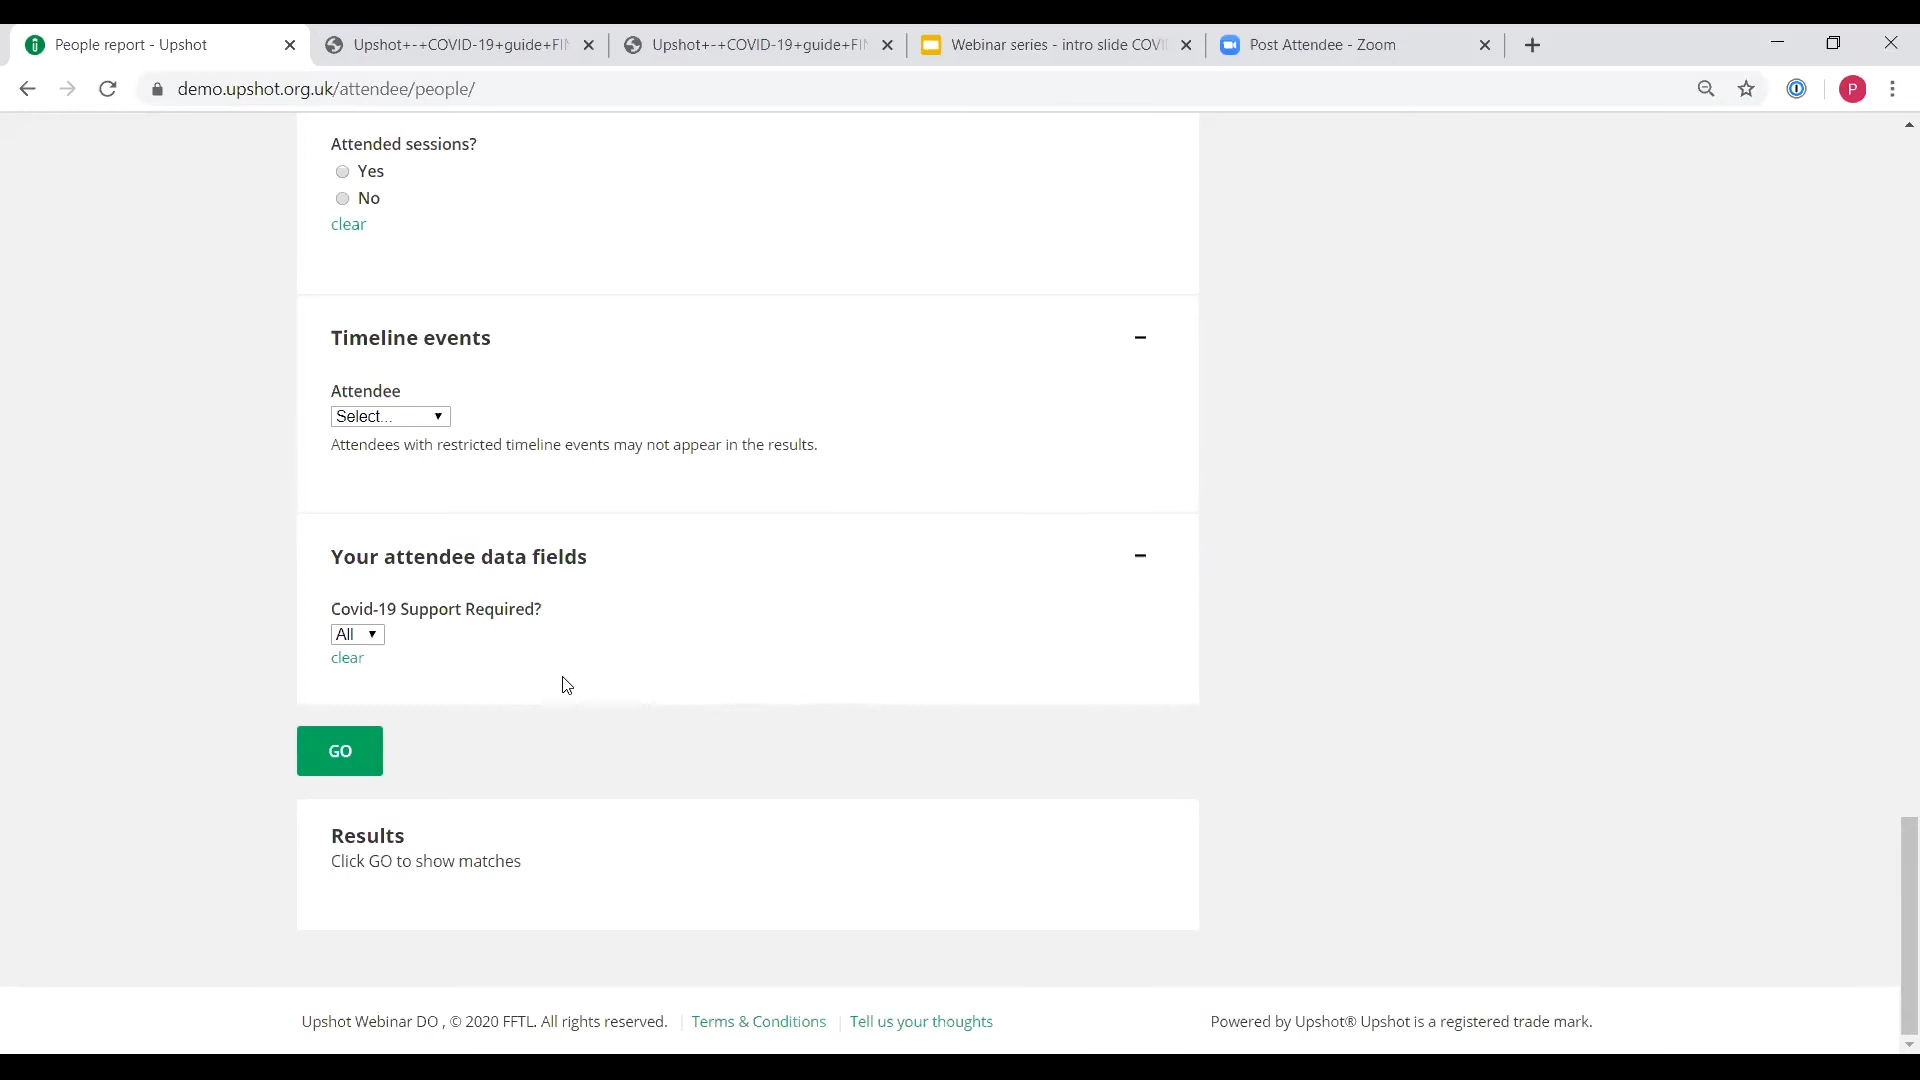 People report - Upshot
Upshot+-+COVID-19+guide+FI
Upshot+-+COVID-19+guide+FI
Webinar series - intro slide COVI
Post Attendee - Zoom
demo.upshot.org.uk/attendee/people/
P
Attended sessions?
Yes
No
clear
Timeline events
Attendee
Select...
Attendees with restricted timeline events may not appear in the results.
Your attendee data fields
Covid-19 Support Required?
All
clear
GO
Results
Click GO to show matches
Upshot Webinar DO , © 2020 FFTL. All rights reserved. | Terms & Conditions | Tell us your thoughts
Powered by Upshot® Upshot is a registered trade mark.